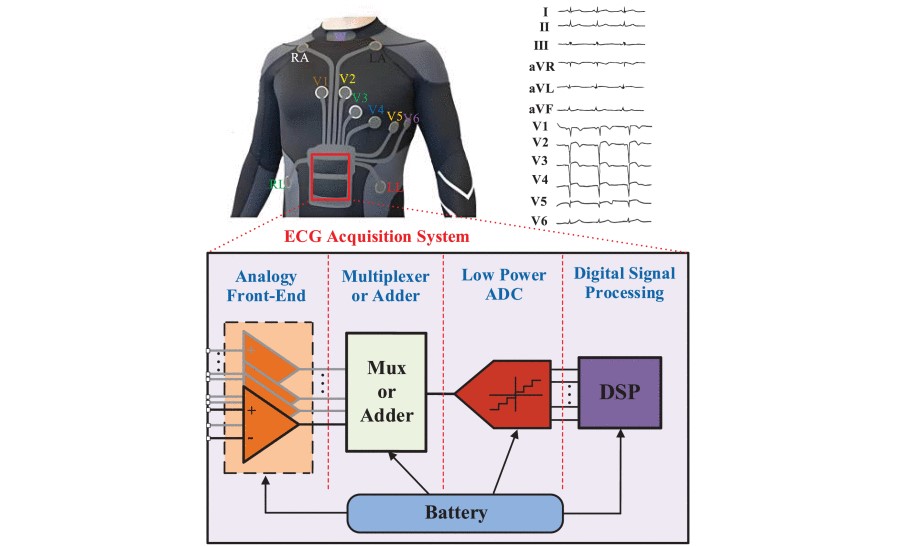 RA
LA
V1
V2
V3
V4
V5
V6
RL
LL
I
II
III
aVR
aVL
aVF
V1
V2
V3
V4
V5
V6
ECG Acquisition System
Analogy
Front-End
Multiplexer
or Adder
Low Power
ADC
Digital Signal
Processing
+
-
Mux
or
Adder
DSP
Battery